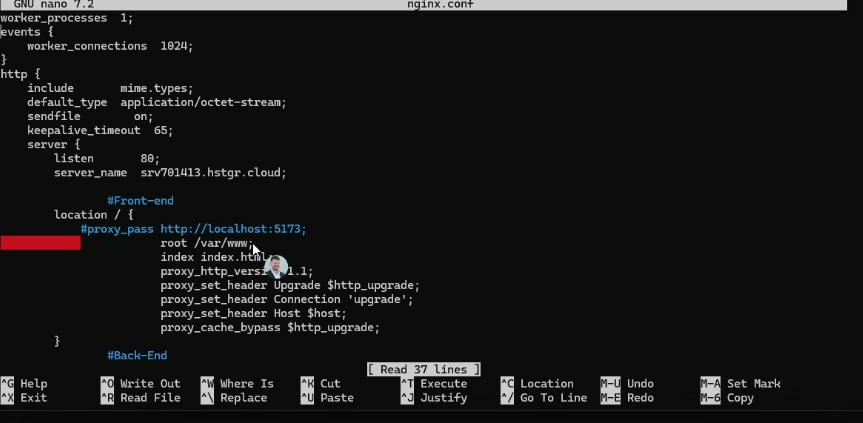 GNU nano 7.2 nginx.conf
worker_processes 1;
events {
worker_connections 1024;
}
http {
include mime.types;
default_type application/octet-stream;
sendfile on;
keepalive_timeout 65;
server {
listen 80;
server_name srv701413.hstgr.cloud;
#Front-end
location / {
#proxy_pass http://localhost:5173;
root /var/www;
index index.html
proxy_http_versi 1.1;
proxy_set_header Upgrade $http_upgrade;
proxy_set_header Connection 'upgrade';
proxy_set_header Host $host;
proxy_cache_bypass $http_upgrade;
}
#Back-End
[ Read 37 lines ]
^G Help ^O Write Out ^W Where Is ^K Cut ^T Execute ^C Location M-U Undo M-A Set Mark
^X Exit ^R Read File ^\ Replace ^U Paste ^J Justify ^/ Go To Line M-E Redo M-6 Copy